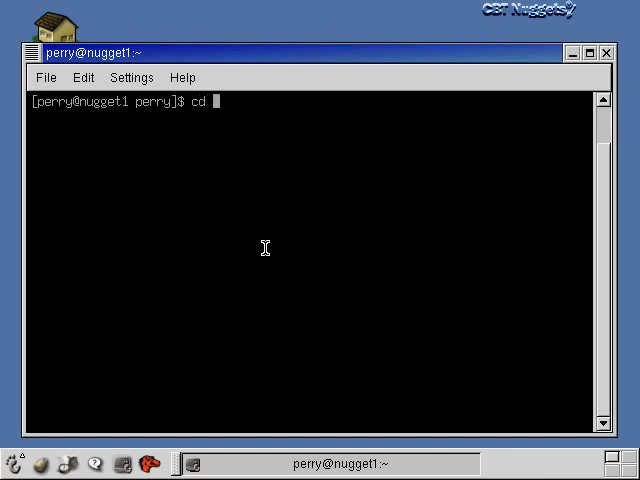 CBT Nuggets
perry@nugget1:~
File Edit Settings Help
[perry@nugget1 perry]$ cd
perry@nugget1:~